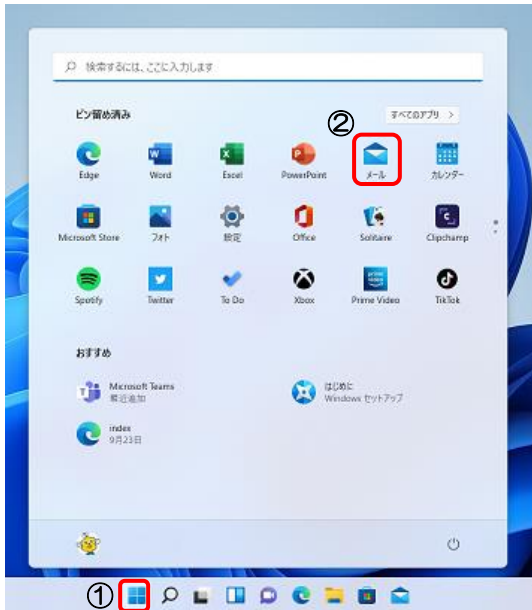 検索するには、ここに入力します
ピン留め済み
すべてのアプリ >
②
Edge
Word
Excel
PowerPoint
メール
カレンダー
Microsoft Store
フォト
設定
Office
Solitaire
Clipchamp
Spotify
Twitter
To Do
Xbox
prime video
Prime Video
TikTok
おすすめ
Microsoft Teams
最近追加
はじめに
Windows セットアップ
index
9月23日
①